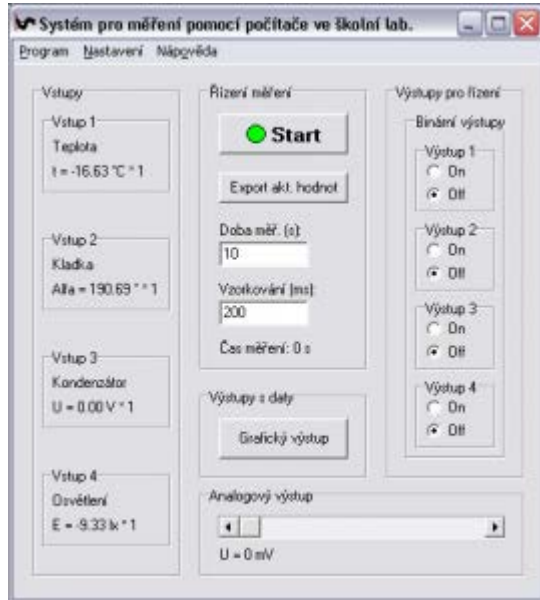 Systém pro měření pomocí počítače ve školní lab.
Program Nastavení Nápověda
Vstupy
Vstup 1
Teplota
t = -16.63 °C * 1
Vstup 2
Kladka
Alfa = 190.69 ° * 1
Vstup 3
Kondenzátor
U = 0.00 V * 1
Vstup 4
Osvětlení
E = -9.33 lx * 1
Řízení měření
Start
Export akt. hodnot
Doba měř. (s):
10
Vzorkování (ms):
200
Čas měření: 0 s
Výstupy s daty
Grafický výstup
Analogový výstup
U = 0 mV
Výstupy pro řízení
Binární výstupy
Výstup 1
On
Off
Výstup 2
On
Off
Výstup 3
On
Off
Výstup 4
On
Off